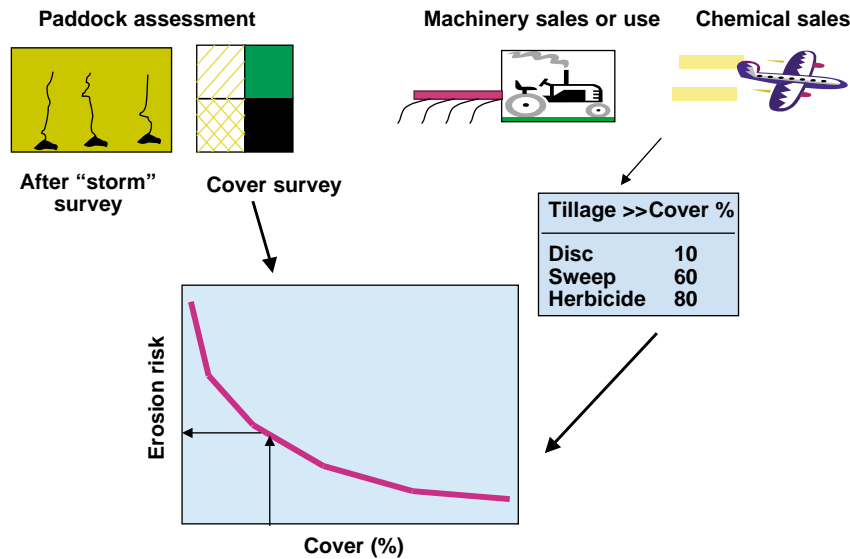 Paddock assessment
Machinery sales or use
Chemical sales
After “storm”
survey
Cover survey
Tillage >>Cover %
Disc 10
Sweep 60
Herbicide 80
Erosion risk
Cover (%)